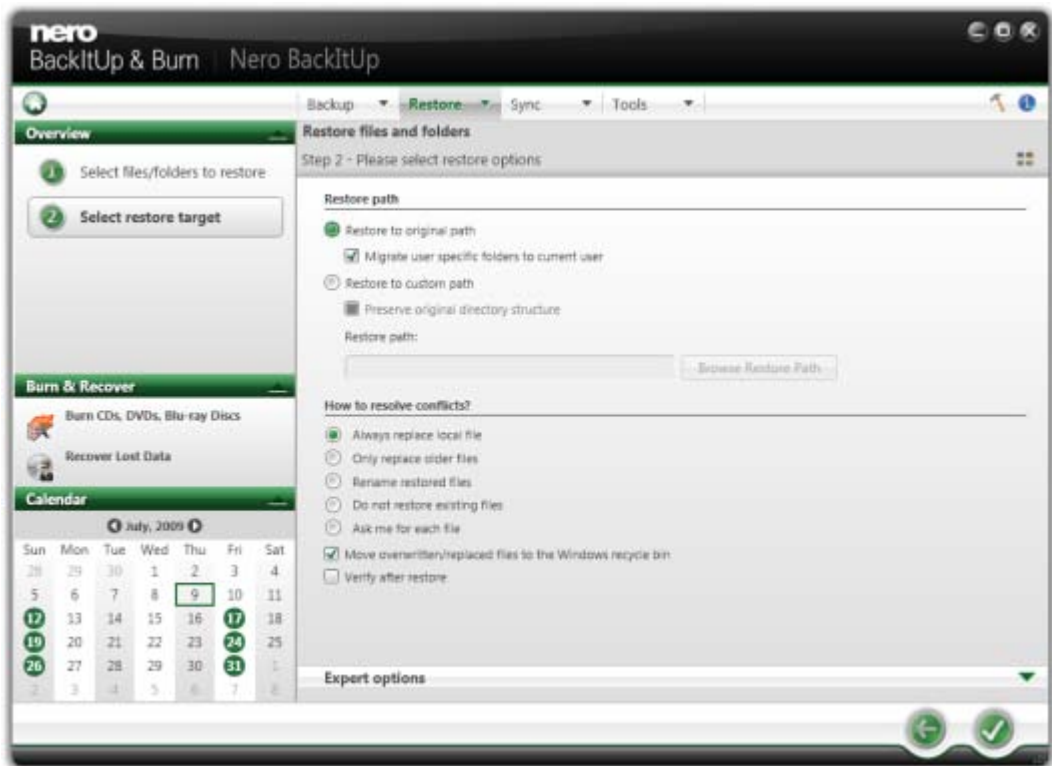 nero
BackItUp & Burn Nero BackItUp
Backup Restore Sync Tools
Overview
1 Select files/folders to restore
2 Select restore target
Restore files and folders
Step 2 - Please select restore options
Restore path
Restore to original path
Migrate user specific folders to current user
Restore to custom path
Preserve original directory structure
Restore path:
Browse Restore Path
How to resolve conflicts?
Always replace local file
Only replace older files
Rename restored files
Do not restore existing files
Ask me for each file
Move overwritten/replaced files to the Windows recycle bin
Verify after restore
Expert options
Burn & Recover
Burn CDs, DVDs, Blu-ray Discs
Recover Lost Data
Calendar
July, 2009
Sun Mon Tue Wed Thu Fri Sat
28 29 30 1 2 3 4
5 6 7 8 9 10 11
12 13 14 15 16 17 18
19 20 21 22 23 24 25
26 27 28 29 30 31 1
2 3 4 5 6 7 8